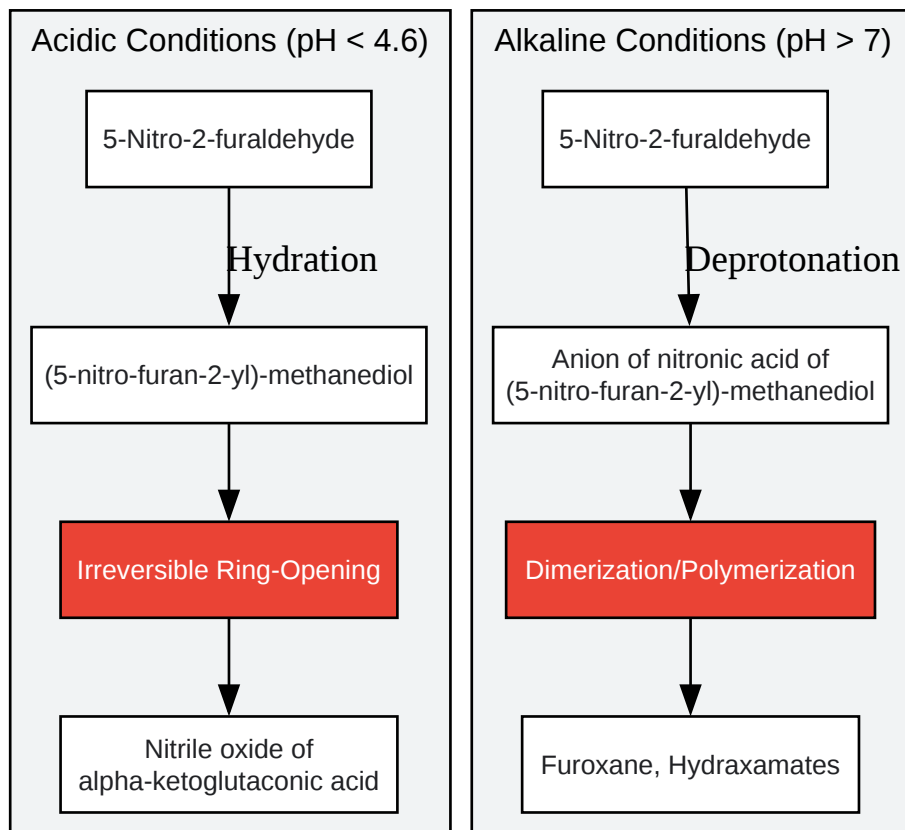 Acidic Conditions (pH < 4.6)
5-Nitro-2-furaldehyde
Hydration
(5-nitro-furan-2-yl)-methanediol
Irreversible Ring-Opening
Nitrile oxide of
alpha-ketoglutaconic acid
Alkaline Conditions (pH > 7)
5-Nitro-2-furaldehyde
Deprotonation
Anion of nitronic acid of
(5-nitro-furan-2-yl)-methanediol
Dimerization/Polymerization
Furoxane, Hydraxamates